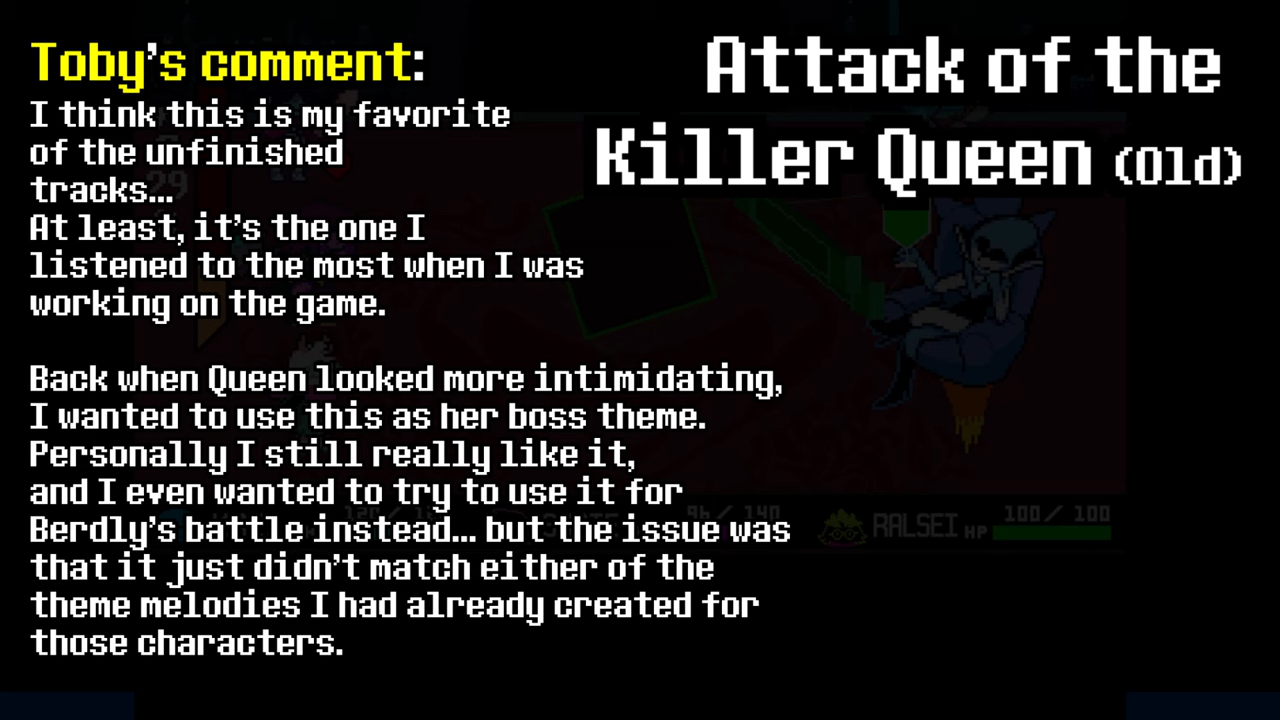 Toby's comment:
I think this is my favorite
of the unfinished
tracks...
At least, it's the one I
listened to the most when I was
working on the game.
Back when Queen looked more intimidating,
I wanted to use this as her boss theme.
Personally I still really like it,
and I even wanted to try to use it for
Berdly's battle instead... but the issue was
that it just didn't match either of the
theme melodies I had already created for
those characters.
Attack of the
Killer Queen (Old)
29
96/ 140
RALSEI HP 100/ 100